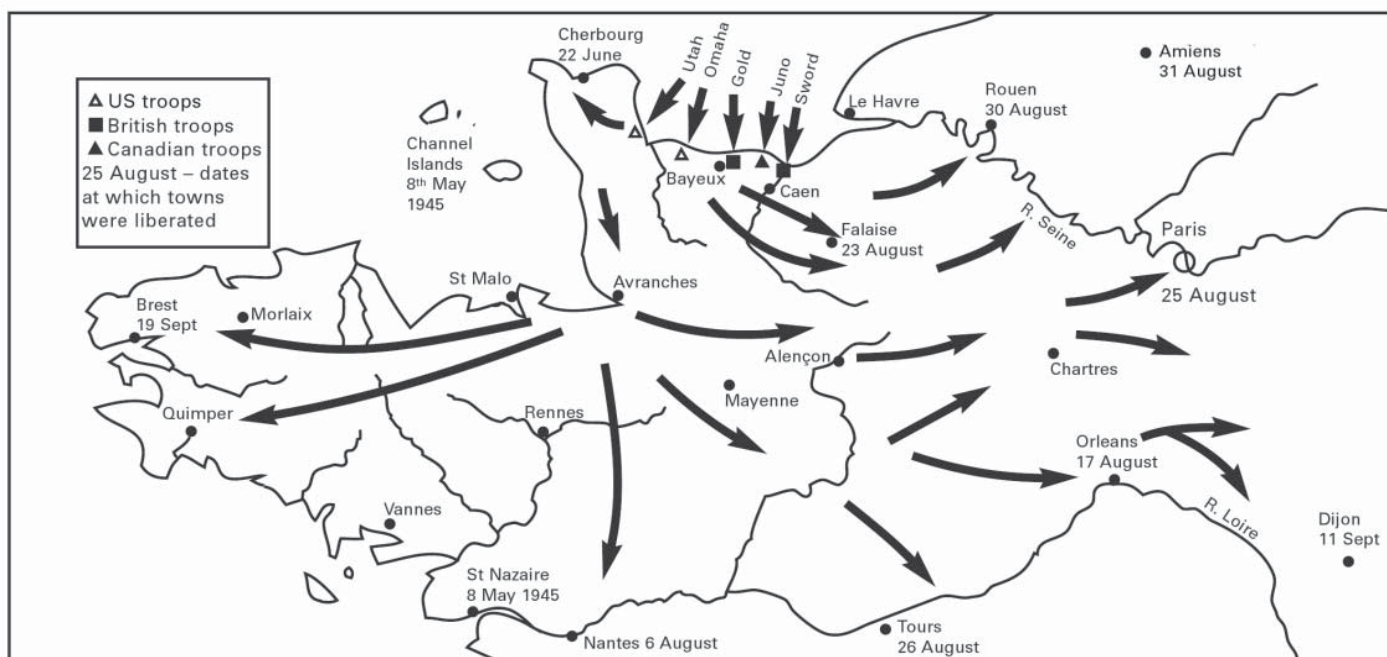 US troops
British troops
Canadian troops
25 August – dates
at which towns
were liberated
Cherbourg
22 June
Utah
Omaha
Gold
Juno
Sword
Le Havre
Rouen
30 August
Amiens
31 August
Channel
Islands
8th May
1945
Bayeux
Caen
Falaise
23 August
R. Seine
Paris
25 August
St Malo
Avranches
Brest
19 Sept
Morlaix
Alençon
Chartres
Mayenne
Quimper
Rennes
Orleans
17 August
R. Loire
Vannes
Dijon
11 Sept
St Nazaire
8 May 1945
Nantes 6 August
Tours
26 August